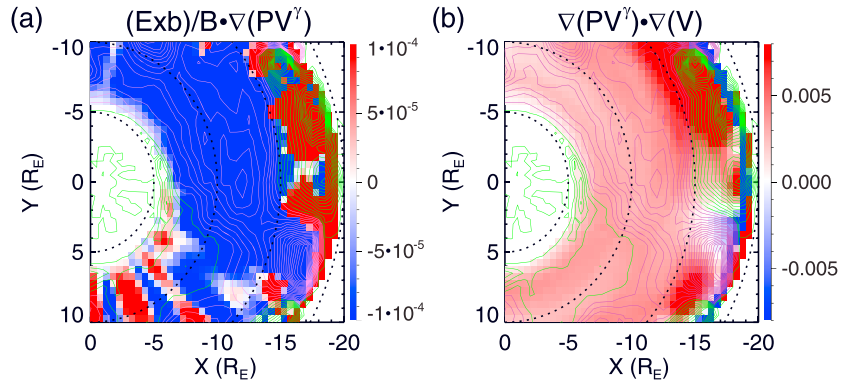 (a) (Exb)/B•∇(PV^γ)
-10
-5
0
5
10
0 -5 -10 -15 -20
X (R_E)
Y (R_E)
1•10^-4
5•10^-5
0
-5•10^-5
-1•10^-4
(b) ∇(PV^γ)•∇(V)
-10
-5
0
5
10
0 -5 -10 -15 -20
X (R_E)
Y (R_E)
0.005
0.000
-0.005